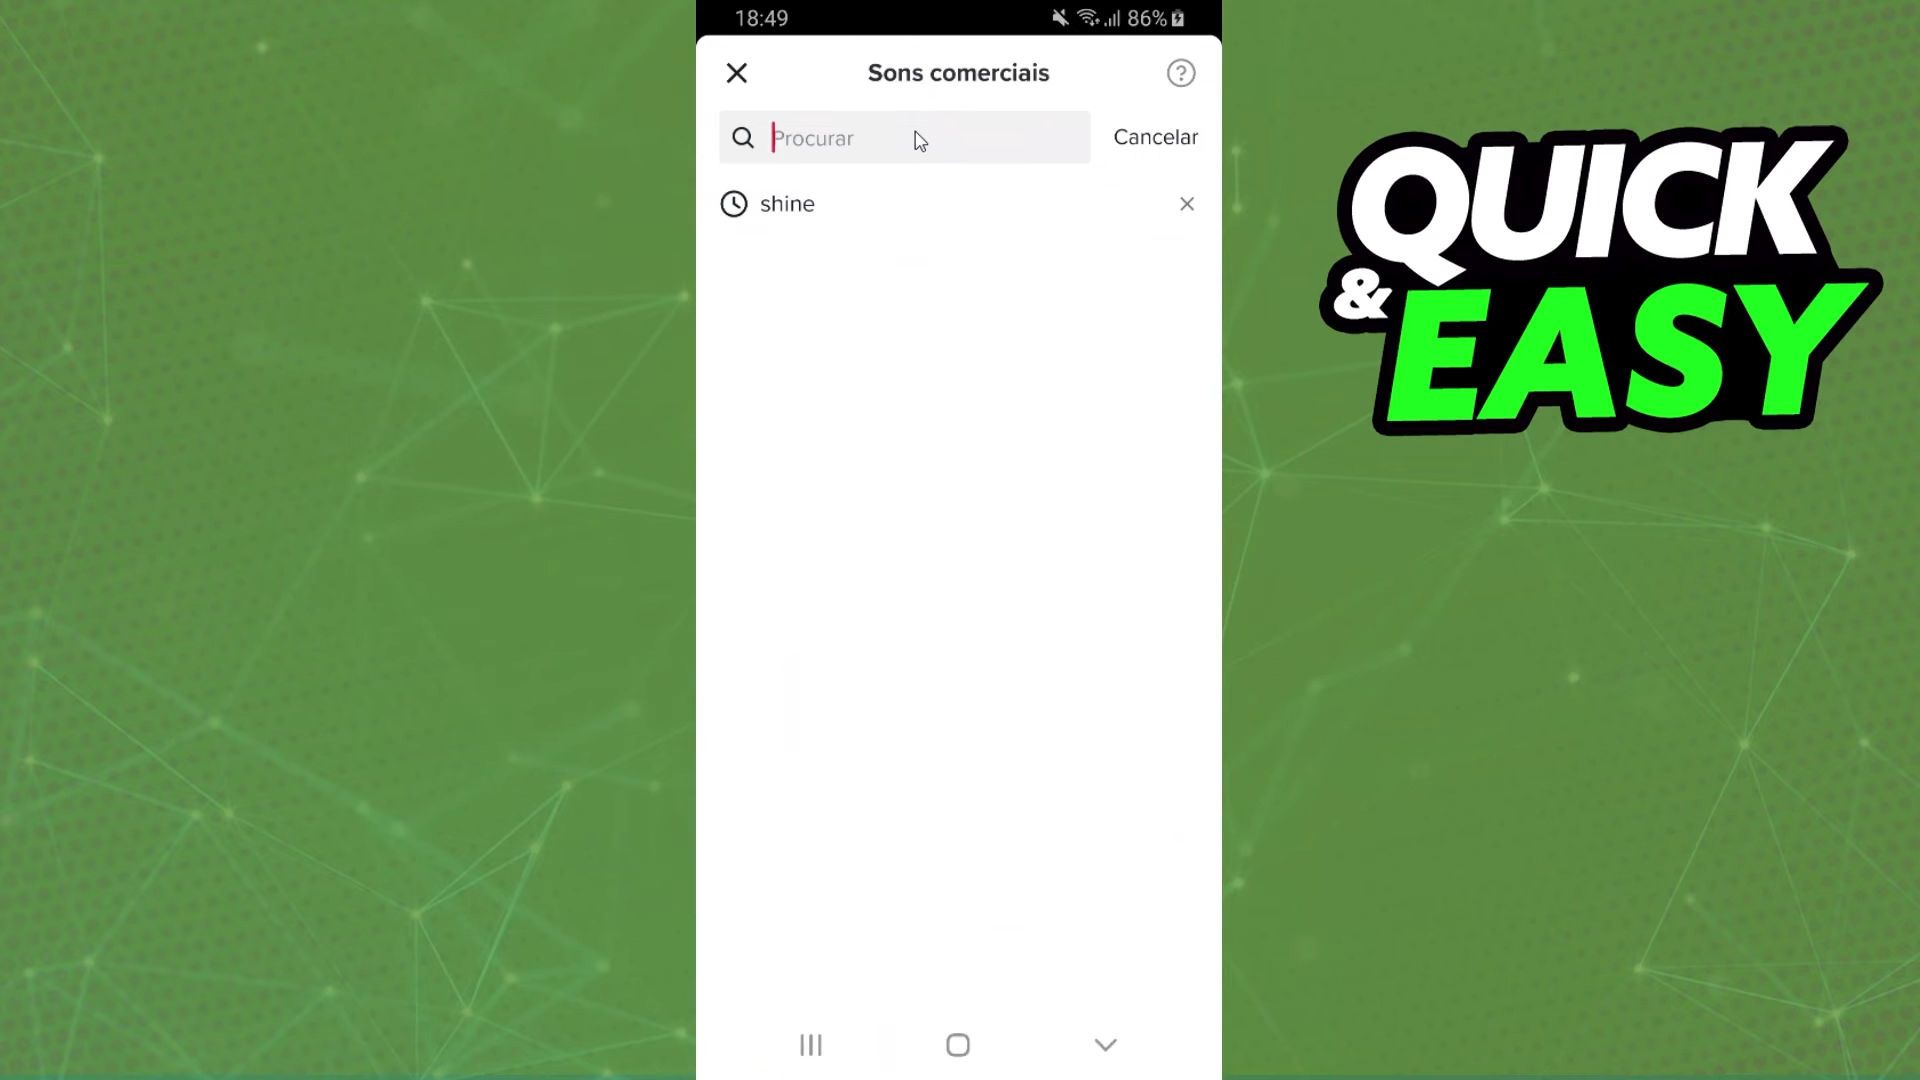 18:49
86%
Sons comerciais
Procurar
Cancelar
shine
QUICK
& EASY